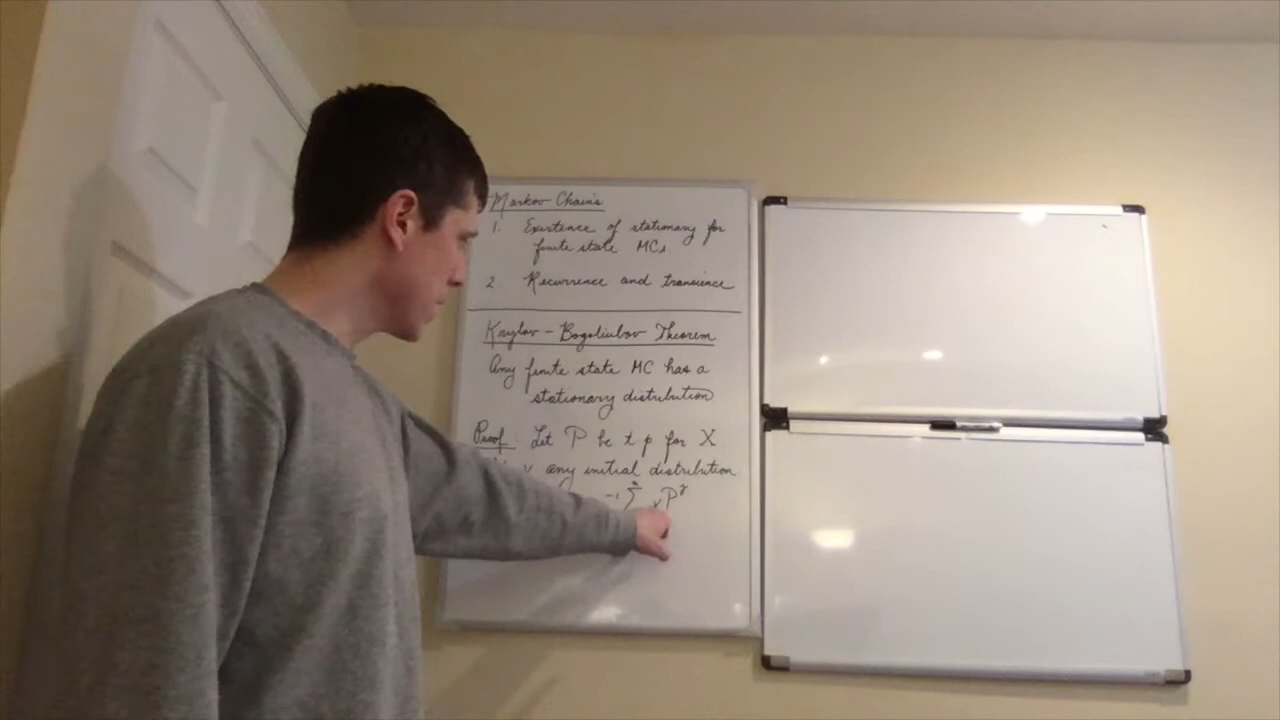 Markov Chains
1. Existence of stationary for
finite state MCs
2 Recurrence and transience
Krylov - Bogoliubov Theorem
Any finite state MC has a
stationary distribution
Proof Let P be t p for X
ν any initial distribution
-1 Σ ν P